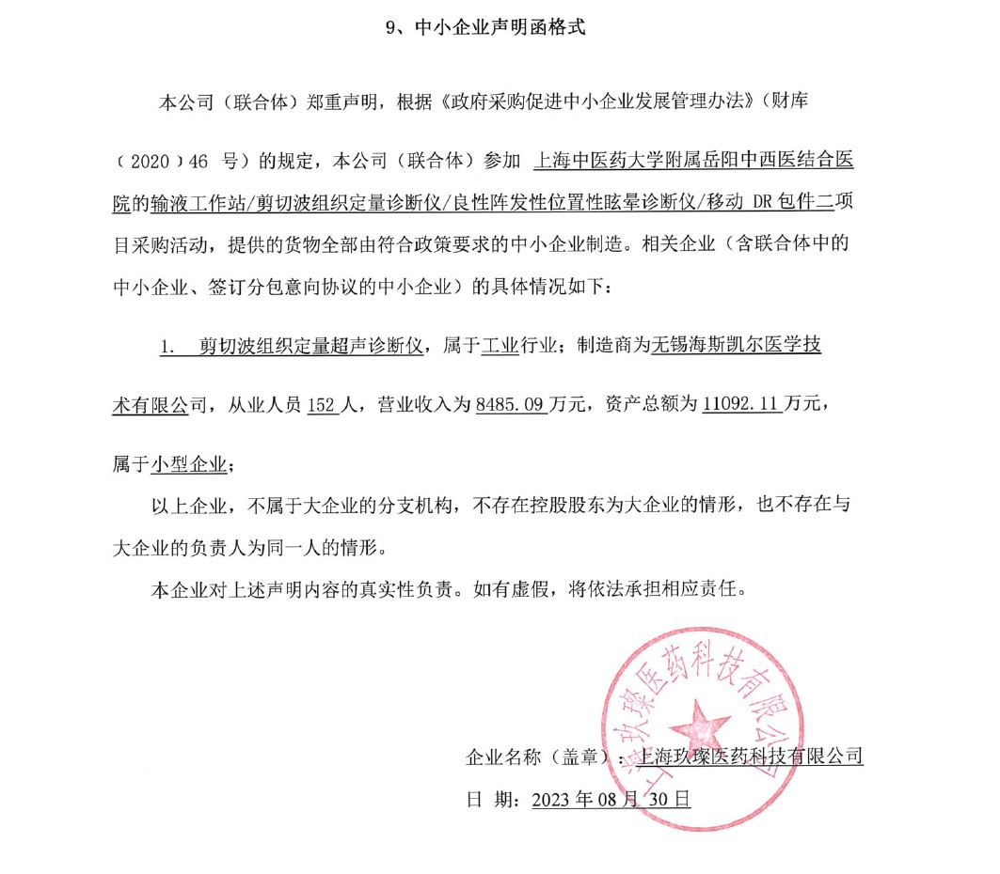 9、中小企业声明函格式
本公司（联合体）郑重声明，根据《政府采购促进中小企业发展管理办法》（财库
﹝2020﹞46 号）的规定，本公司（联合体）参加 上海中医药大学附属岳阳中西医结合医
院的输液工作站/剪切波组织定量诊断仪/良性阵发性位置性眩晕诊断仪/移动 DR 包件二项
目采购活动，提供的货物全部由符合政策要求的中小企业制造。相关企业（含联合体中的
中小企业、签订分包意向协议的中小企业）的具体情况如下：
1. 剪切波组织定量超声诊断仪，属于工业行业；制造商为无锡海斯凯尔医学技
术有限公司，从业人员 152 人，营业收入为 8485.09 万元，资产总额为 11092.11 万元，
属于小型企业；
以上企业，不属于大企业的分支机构，不存在控股股东为大企业的情形，也不存在与
大企业的负责人为同一人的情形。
本企业对上述声明内容的真实性负责。如有虚假，将依法承担相应责任。
上海玖璨医药科技有限公司
企业名称（盖章）：上海玖璨医药科技有限公司
日 期：2023 年 08 月 30 日